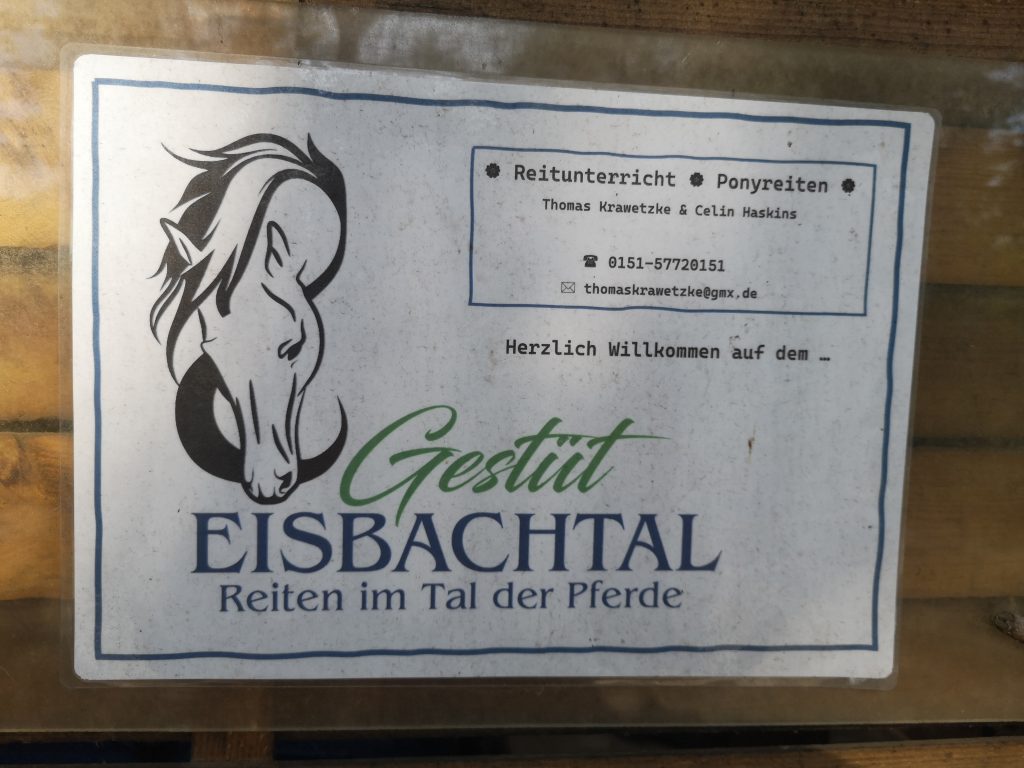 Reitunterricht Ponyreiten
Thomas Krawetzke & Celin Haskins
0151-57720151
thomaskrawetzke@gmx.de
Herzlich Willkommen auf dem …
Gestüt
EISBACHTAL
Reiten im Tal der Pferde